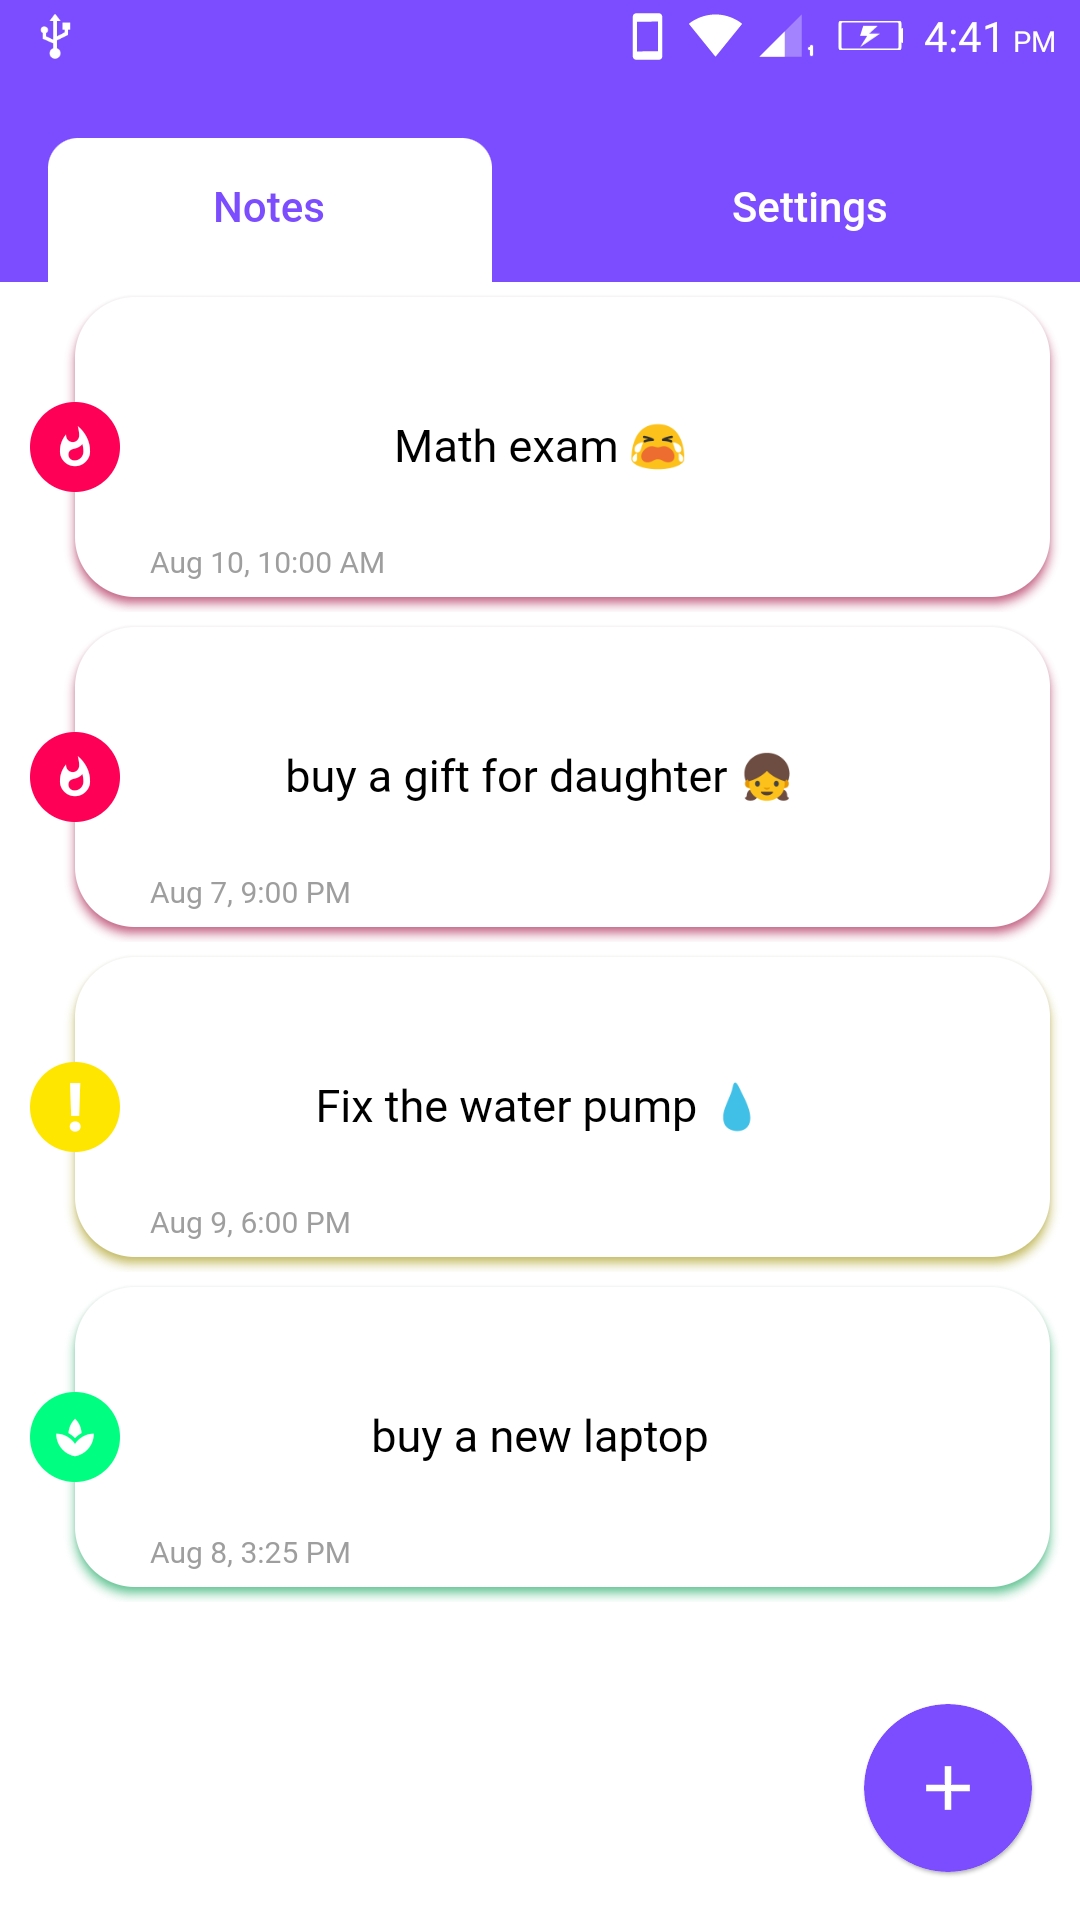 4:41 PM
Notes
Settings
Math exam 😭
Aug 10, 10:00 AM
buy a gift for daughter 👧
Aug 7, 9:00 PM
Fix the water pump 💧
Aug 9, 6:00 PM
buy a new laptop
Aug 8, 3:25 PM